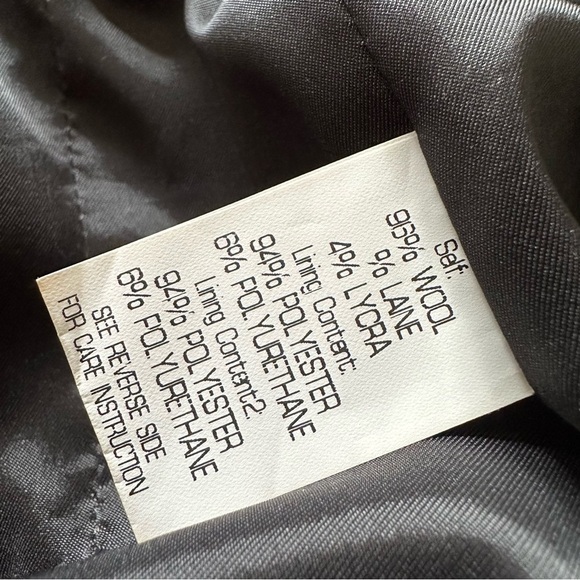 Self:
96% WOOL
% LANE
4% LYCRA
Lining Content:
94% POLYESTER
6% POLYURETHANE
Lining Content2
94% POLYESTER
6% POLYURETHANE
SEE REVERSE SIDE
FOR CARE INSTRUCTION